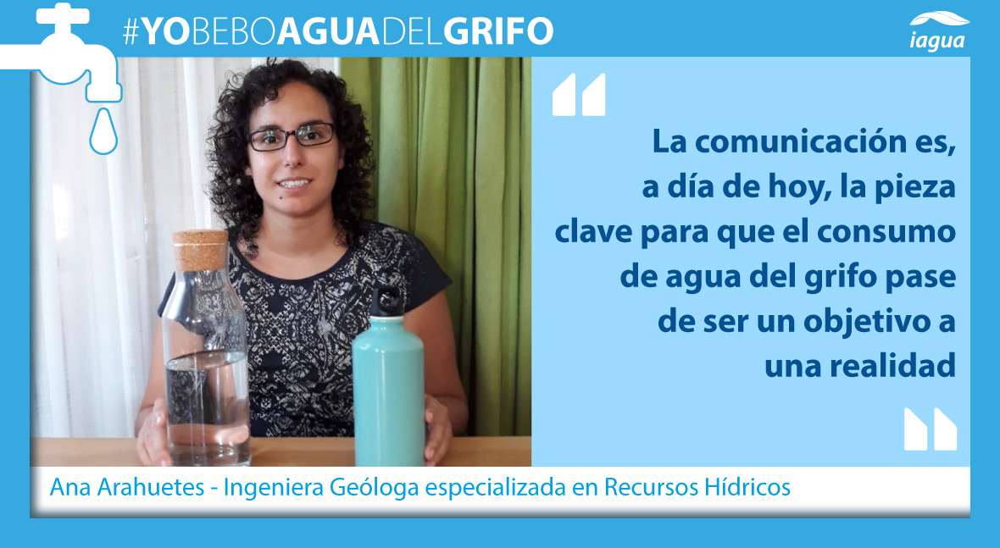 #YOBEBOAGUADELGRIFO
iagua
“
La comunicación es,
a día de hoy, la pieza
clave para que el consumo
de agua del grifo pase
de ser un objetivo a
una realidad
”
Ana Arahuetes - Ingeniera Geóloga especializada en Recursos Hídricos